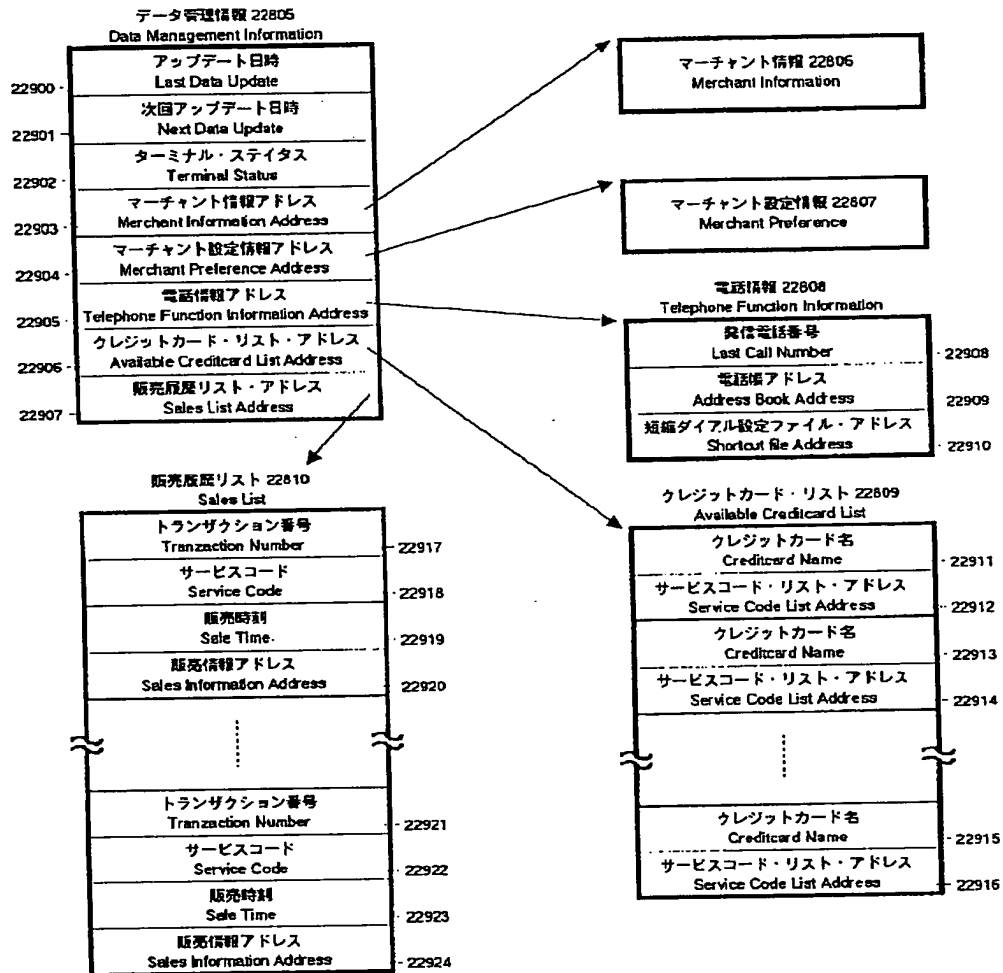 データ管理情報 22805
Data Management Information
アップデート日時
Last Data Update
22900
次回アップデート日時
Next Data Update
22901
ターミナル・ステイタス
Terminal Status
22902
マーチャント情報アドレス
Merchant Information Address
22903
マーチャント設定情報アドレス
Merchant Preference Address
22904
電話情報アドレス
Telephone Function Information Address
22905
クレジットカード・リスト・アドレス
Available Creditcard List Address
22906
販売履歴リスト・アドレス
Sales List Address
22907
マーチャント情報 22806
Merchant Information
マーチャント設定情報 22807
Merchant Preference
電話情報 22808
Telephone Function Information
発信電話番号
Last Call Number
22908
電話帳アドレス
Address Book Address
22909
短縮ダイアル設定ファイル・アドレス
Shortcut file Address
22910
販売履歴リスト 22810
Sales List
トランザクション番号
Tranzaction Number
22917
サービスコード
Service Code
22918
販売時刻
Sale Time
22919
販売情報アドレス
Sales Information Address
22920
トランザクション番号
Tranzaction Number
22921
サービスコード
Service Code
22922
販売時刻
Sale Time
22923
販売情報アドレス
Sales Information Address
22924
クレジットカード・リスト 22809
Available Creditcard List
クレジットカード名
Creditcard Name
22911
サービスコード・リスト・アドレス
Service Code List Address
22912
クレジットカード名
Creditcard Name
22913
サービスコード・リスト・アドレス
Service Code List Address
22914
クレジットカード名
Creditcard Name
22915
サービスコード・リスト・アドレス
Service Code List Address
22916